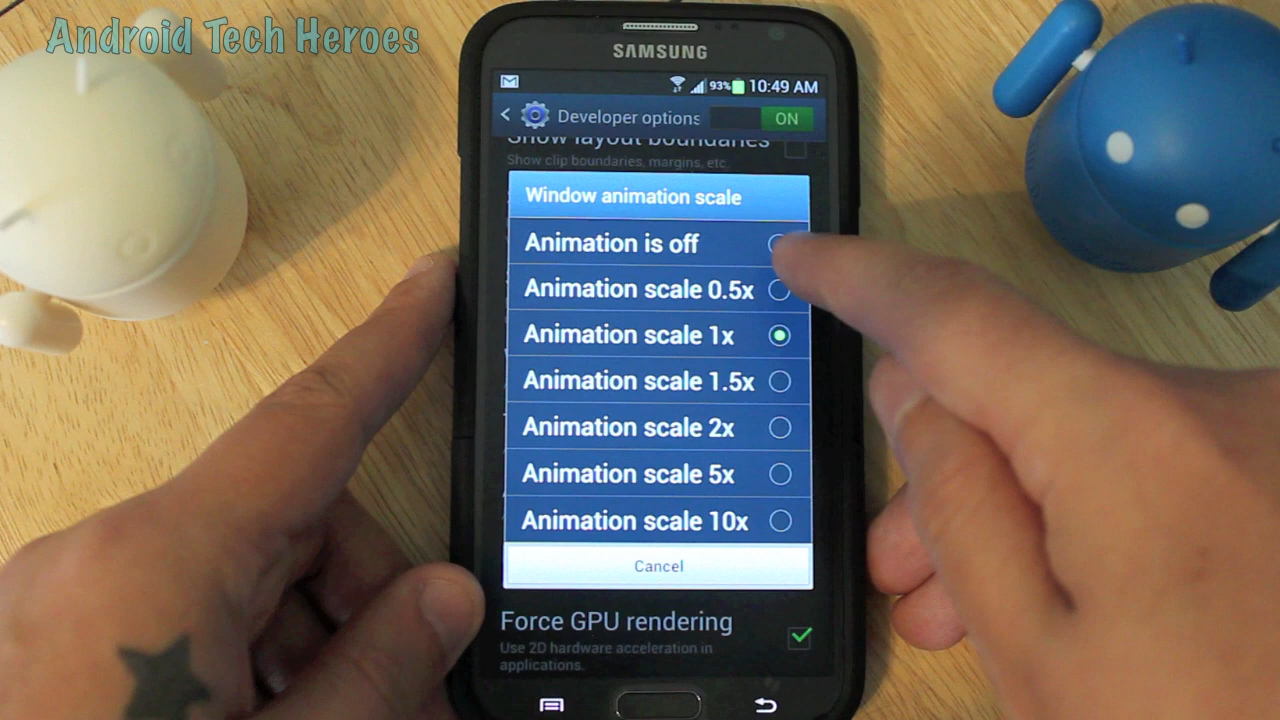 Android Tech Heroes
SAMSUNG
93% 10:49 AM
Developer options ON
Show layout boundaries
Show clip boundaries, margins, etc.
Window animation scale
Animation is off
Animation scale 0.5x
Animation scale 1x
Animation scale 1.5x
Animation scale 2x
Animation scale 5x
Animation scale 10x
Cancel
Force GPU rendering
Use 2D hardware acceleration in
applications.